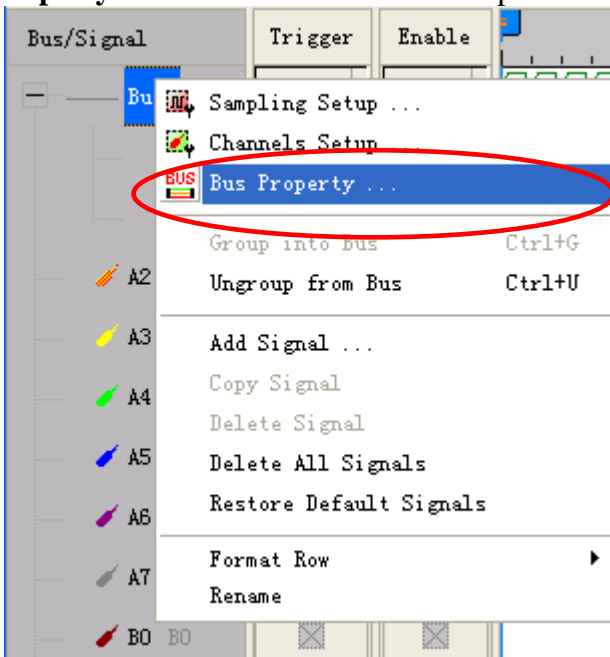 Bus/Signal Trigger Enable
Bu
Sampling Setup ...
Channels Setup ...
BUS Bus Property ...
Group into Bus Ctrl+G
A2 Ungroup from Bus Ctrl+U
A3 Add Signal ...
A4 Copy Signal
Delete Signal
A5 Delete All Signals
A6 Restore Default Signals
A7 Format Row
Rename
B0 B0